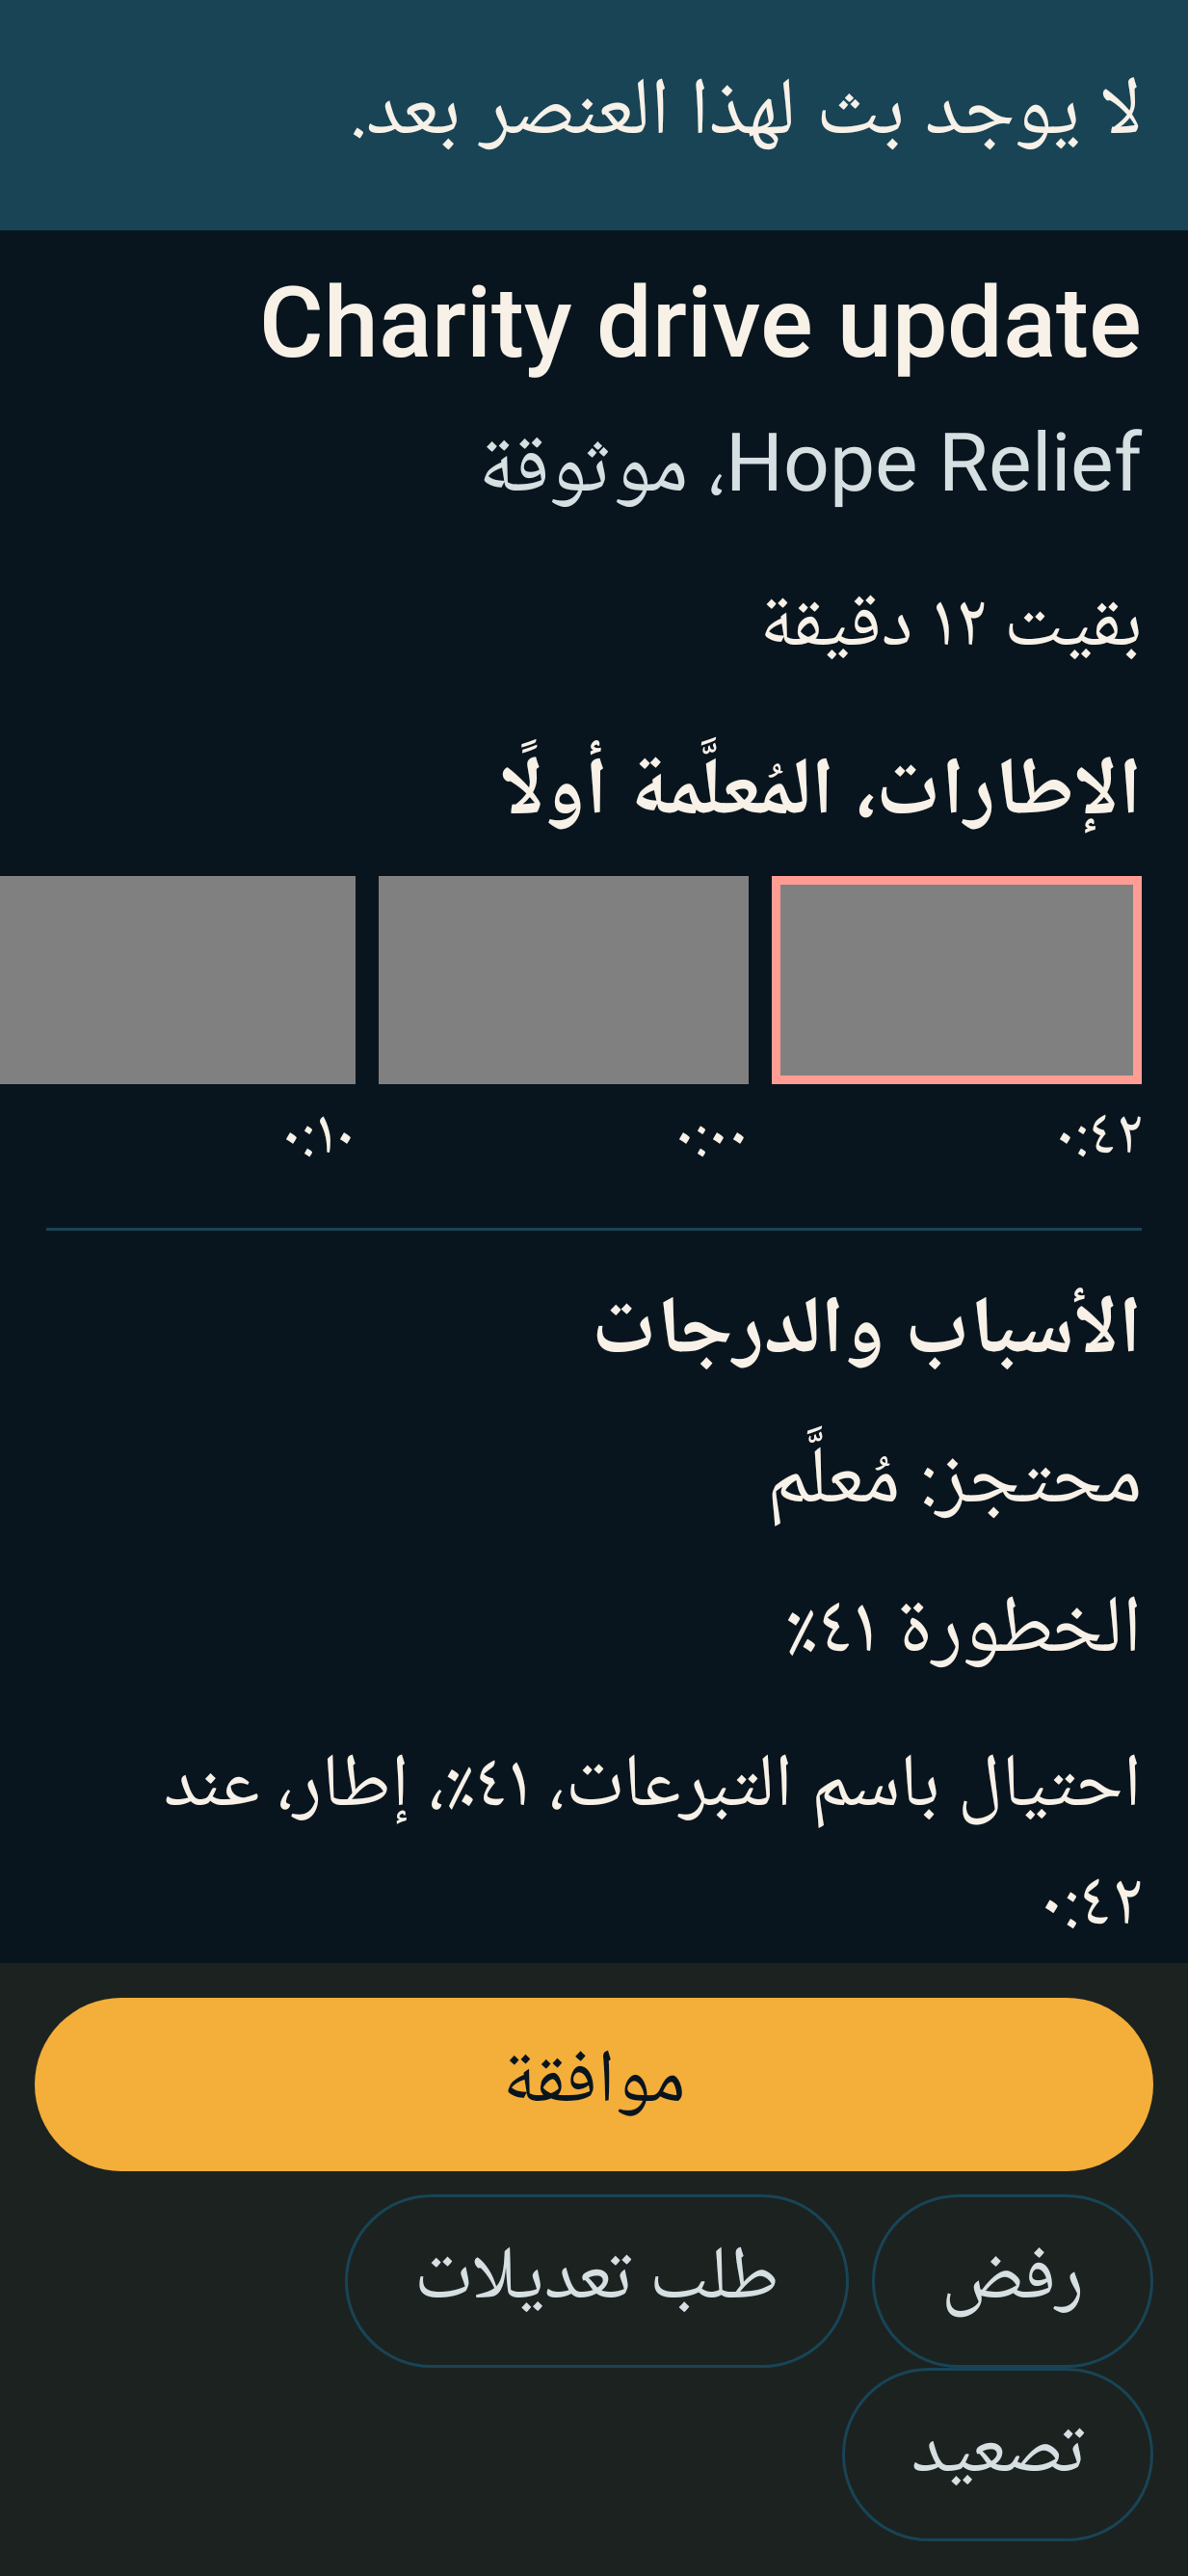 لا يوجد بث لهذا العنصر بعد.
Charity drive update
Hope Relief، موثوقة
بقيت ١٢ دقيقة
الإطارات، المُعلَّمة أولًا
٠:٤٢
٠:٠٠
٠:١٠
الأسباب والدرجات
محتجز: مُعلَّم
الخطورة ٤١٪
احتيال باسم التبرعات، ٤١٪، إطار، عند
٠:٤٢
موافقة
رفض
طلب تعديلات
تصعيد